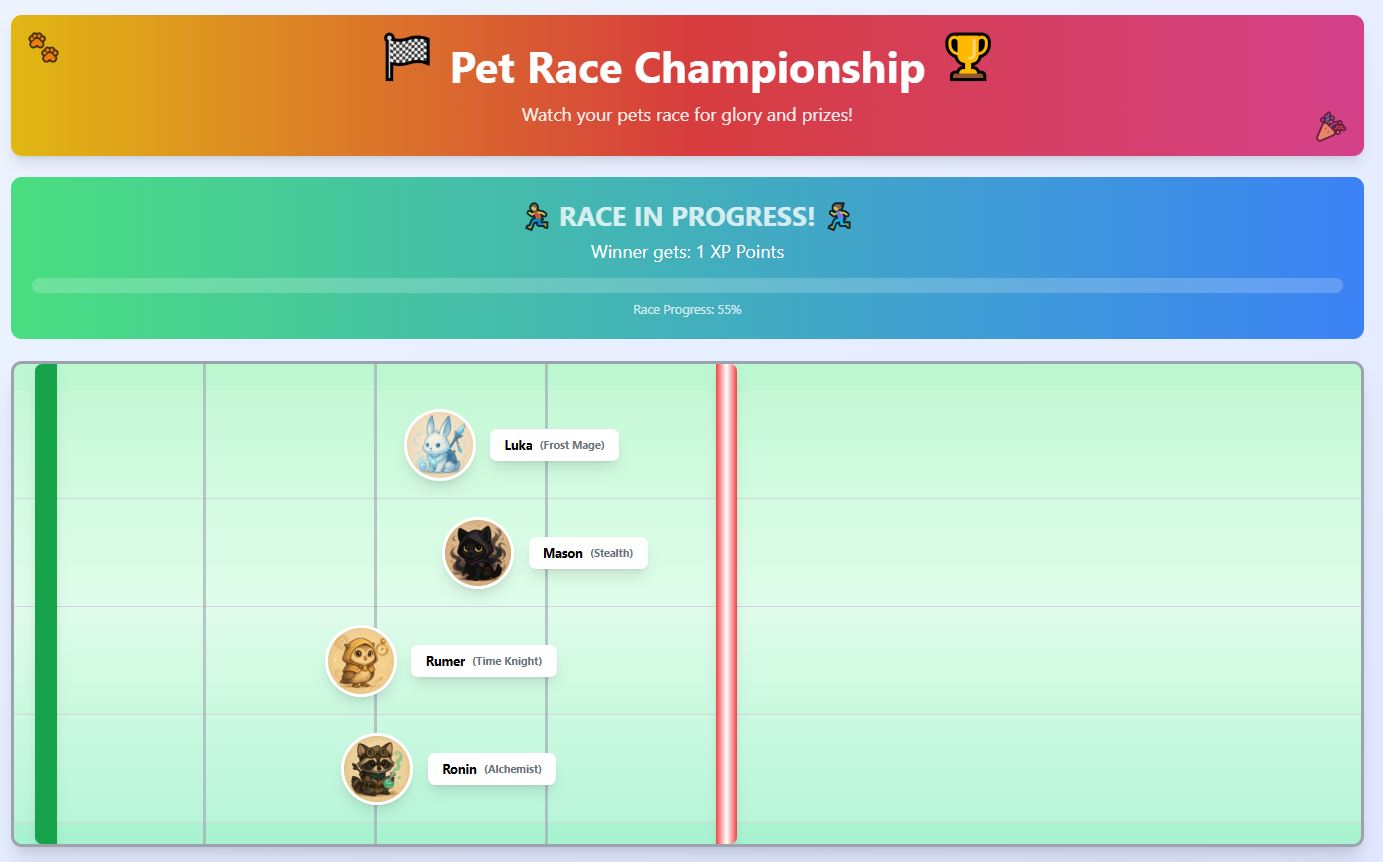 Pet Race Championship
Watch your pets race for glory and prizes!
RACE IN PROGRESS!
Winner gets: 1 XP Points
Race Progress: 55%
Luka (Frost Mage)
Mason (Stealth)
Rumer (Time Knight)
Ronin (Alchemist)